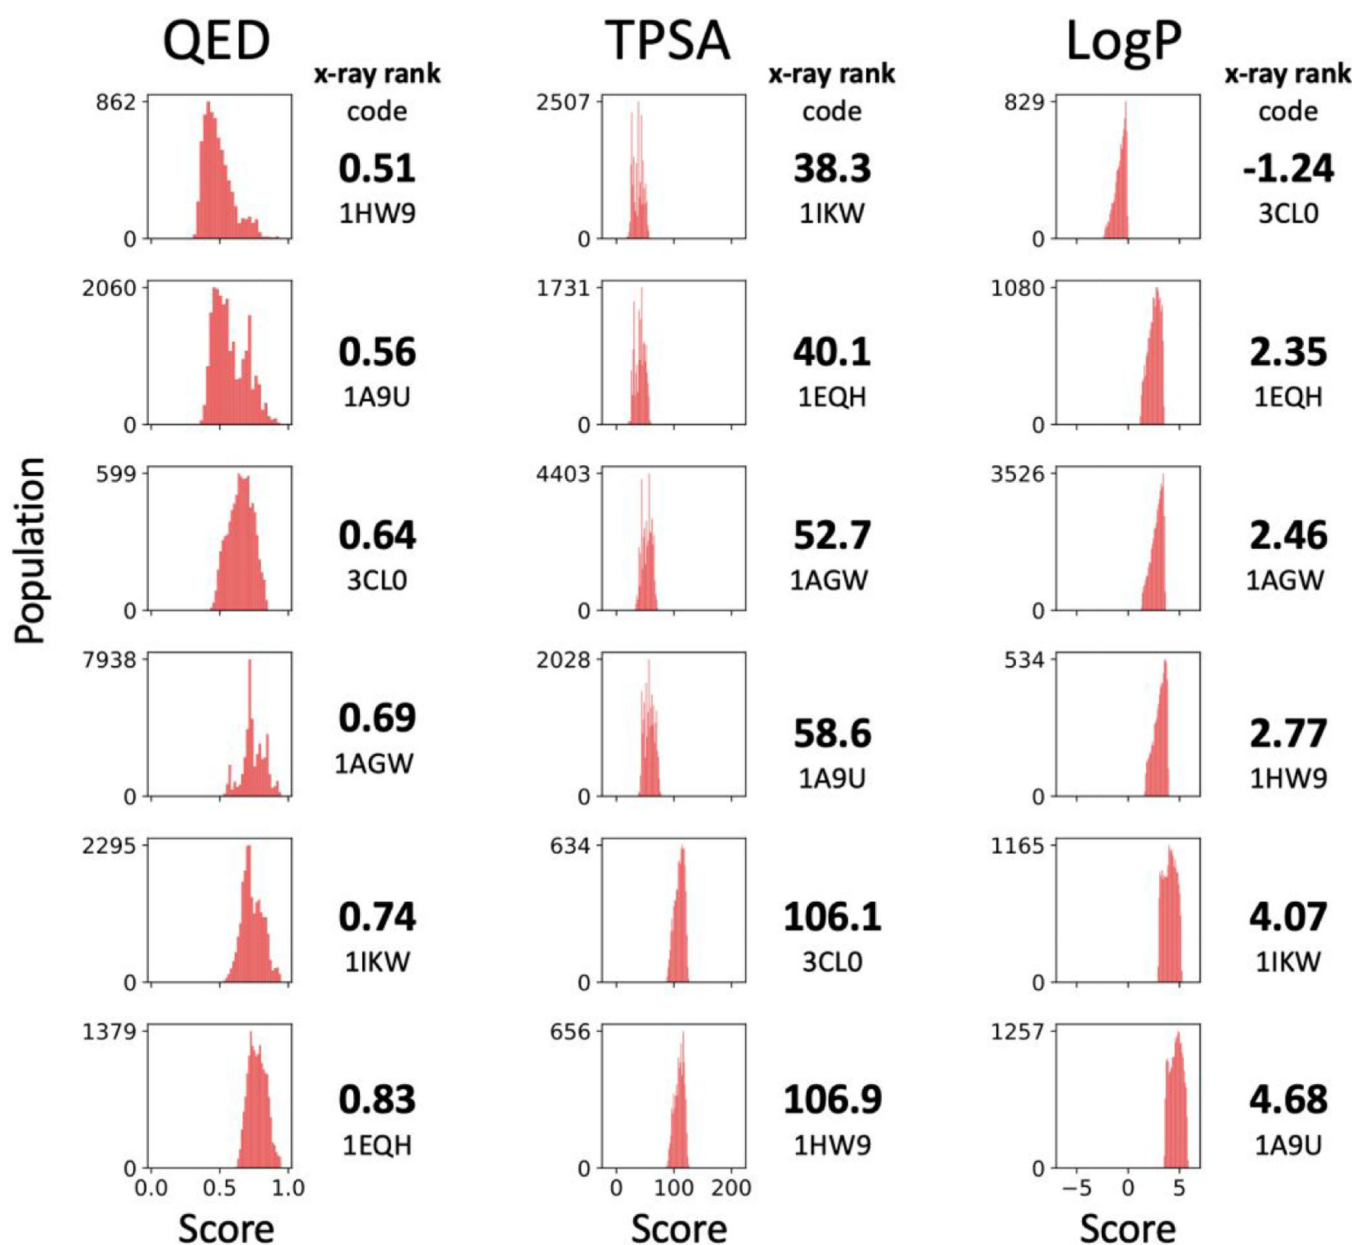 QED
TPSA
LogP
x-ray rank
code
x-ray rank
code
x-ray rank
code
862
0
0.51
1HW9
2507
0
38.3
1IKW
829
0
-1.24
3CL0
2060
0
0.56
1A9U
1731
0
40.1
1EQH
1080
0
2.35
1EQH
Population
599
0
0.64
3CL0
4403
0
52.7
1AGW
3526
0
2.46
1AGW
7938
0
0.69
1AGW
2028
0
58.6
1A9U
534
0
2.77
1HW9
2295
0
0.74
1IKW
634
0
106.1
3CL0
1165
0
4.07
1IKW
1379
0
0.83
1EQH
656
0
106.9
1HW9
1257
0
4.68
1A9U
0.0 0.5 1.0
0 100 200
−5 0 5
Score
Score
Score